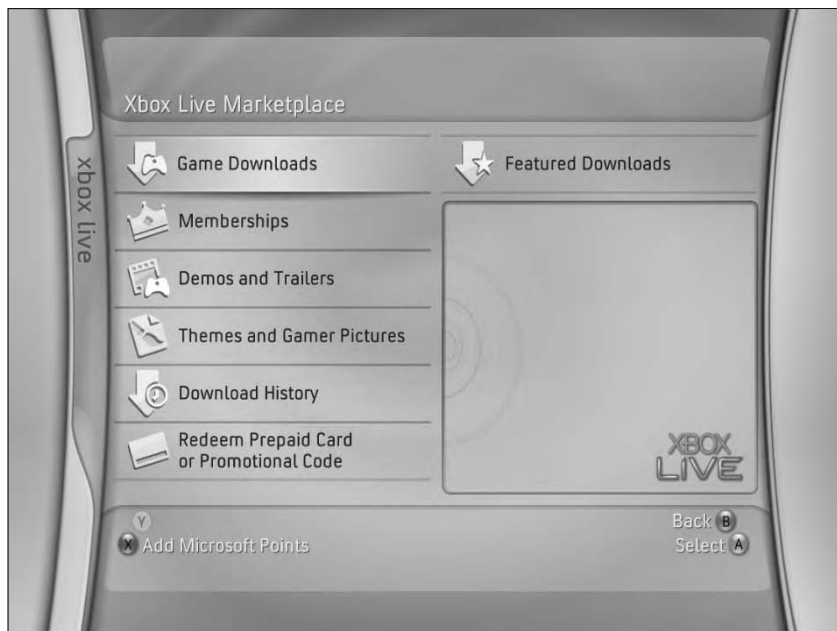 Xbox Live Marketplace
xbox live
Game Downloads
Memberships
Demos and Trailers
Themes and Gamer Pictures
Download History
Redeem Prepaid Card
or Promotional Code
Featured Downloads
XBOX
LIVE
Y
X Add Microsoft Points
Back B
Select A